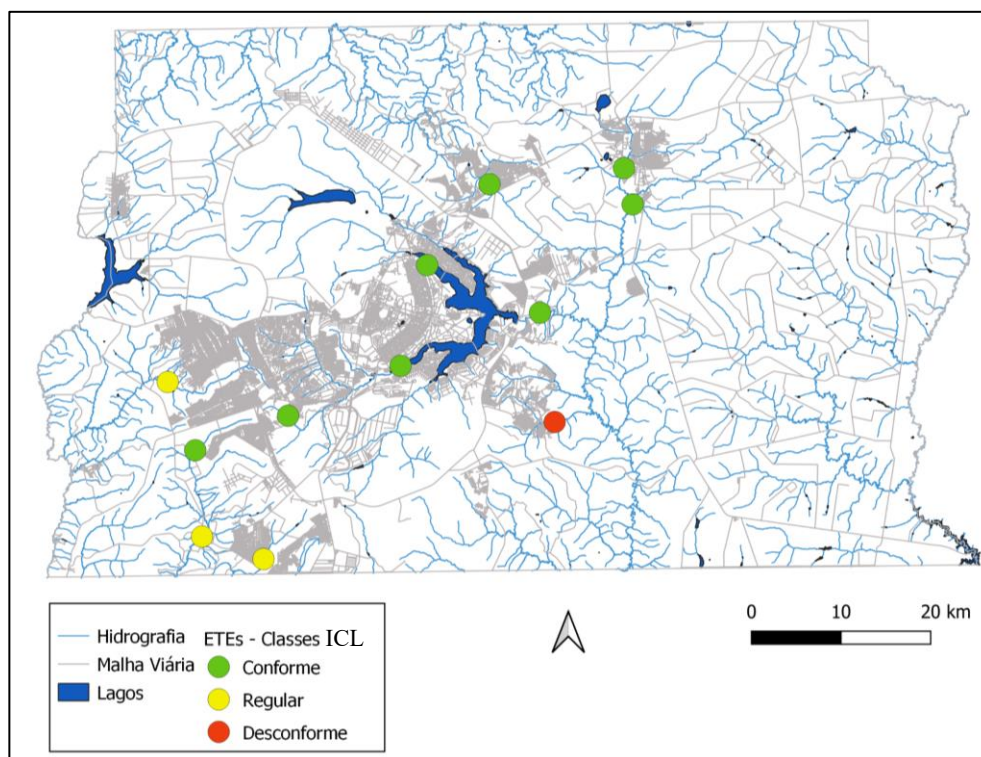 Hidrografia
Malha Viária
Lagos
ETEs - Classes ICL
Conforme
Regular
Desconforme
0 10 20 km